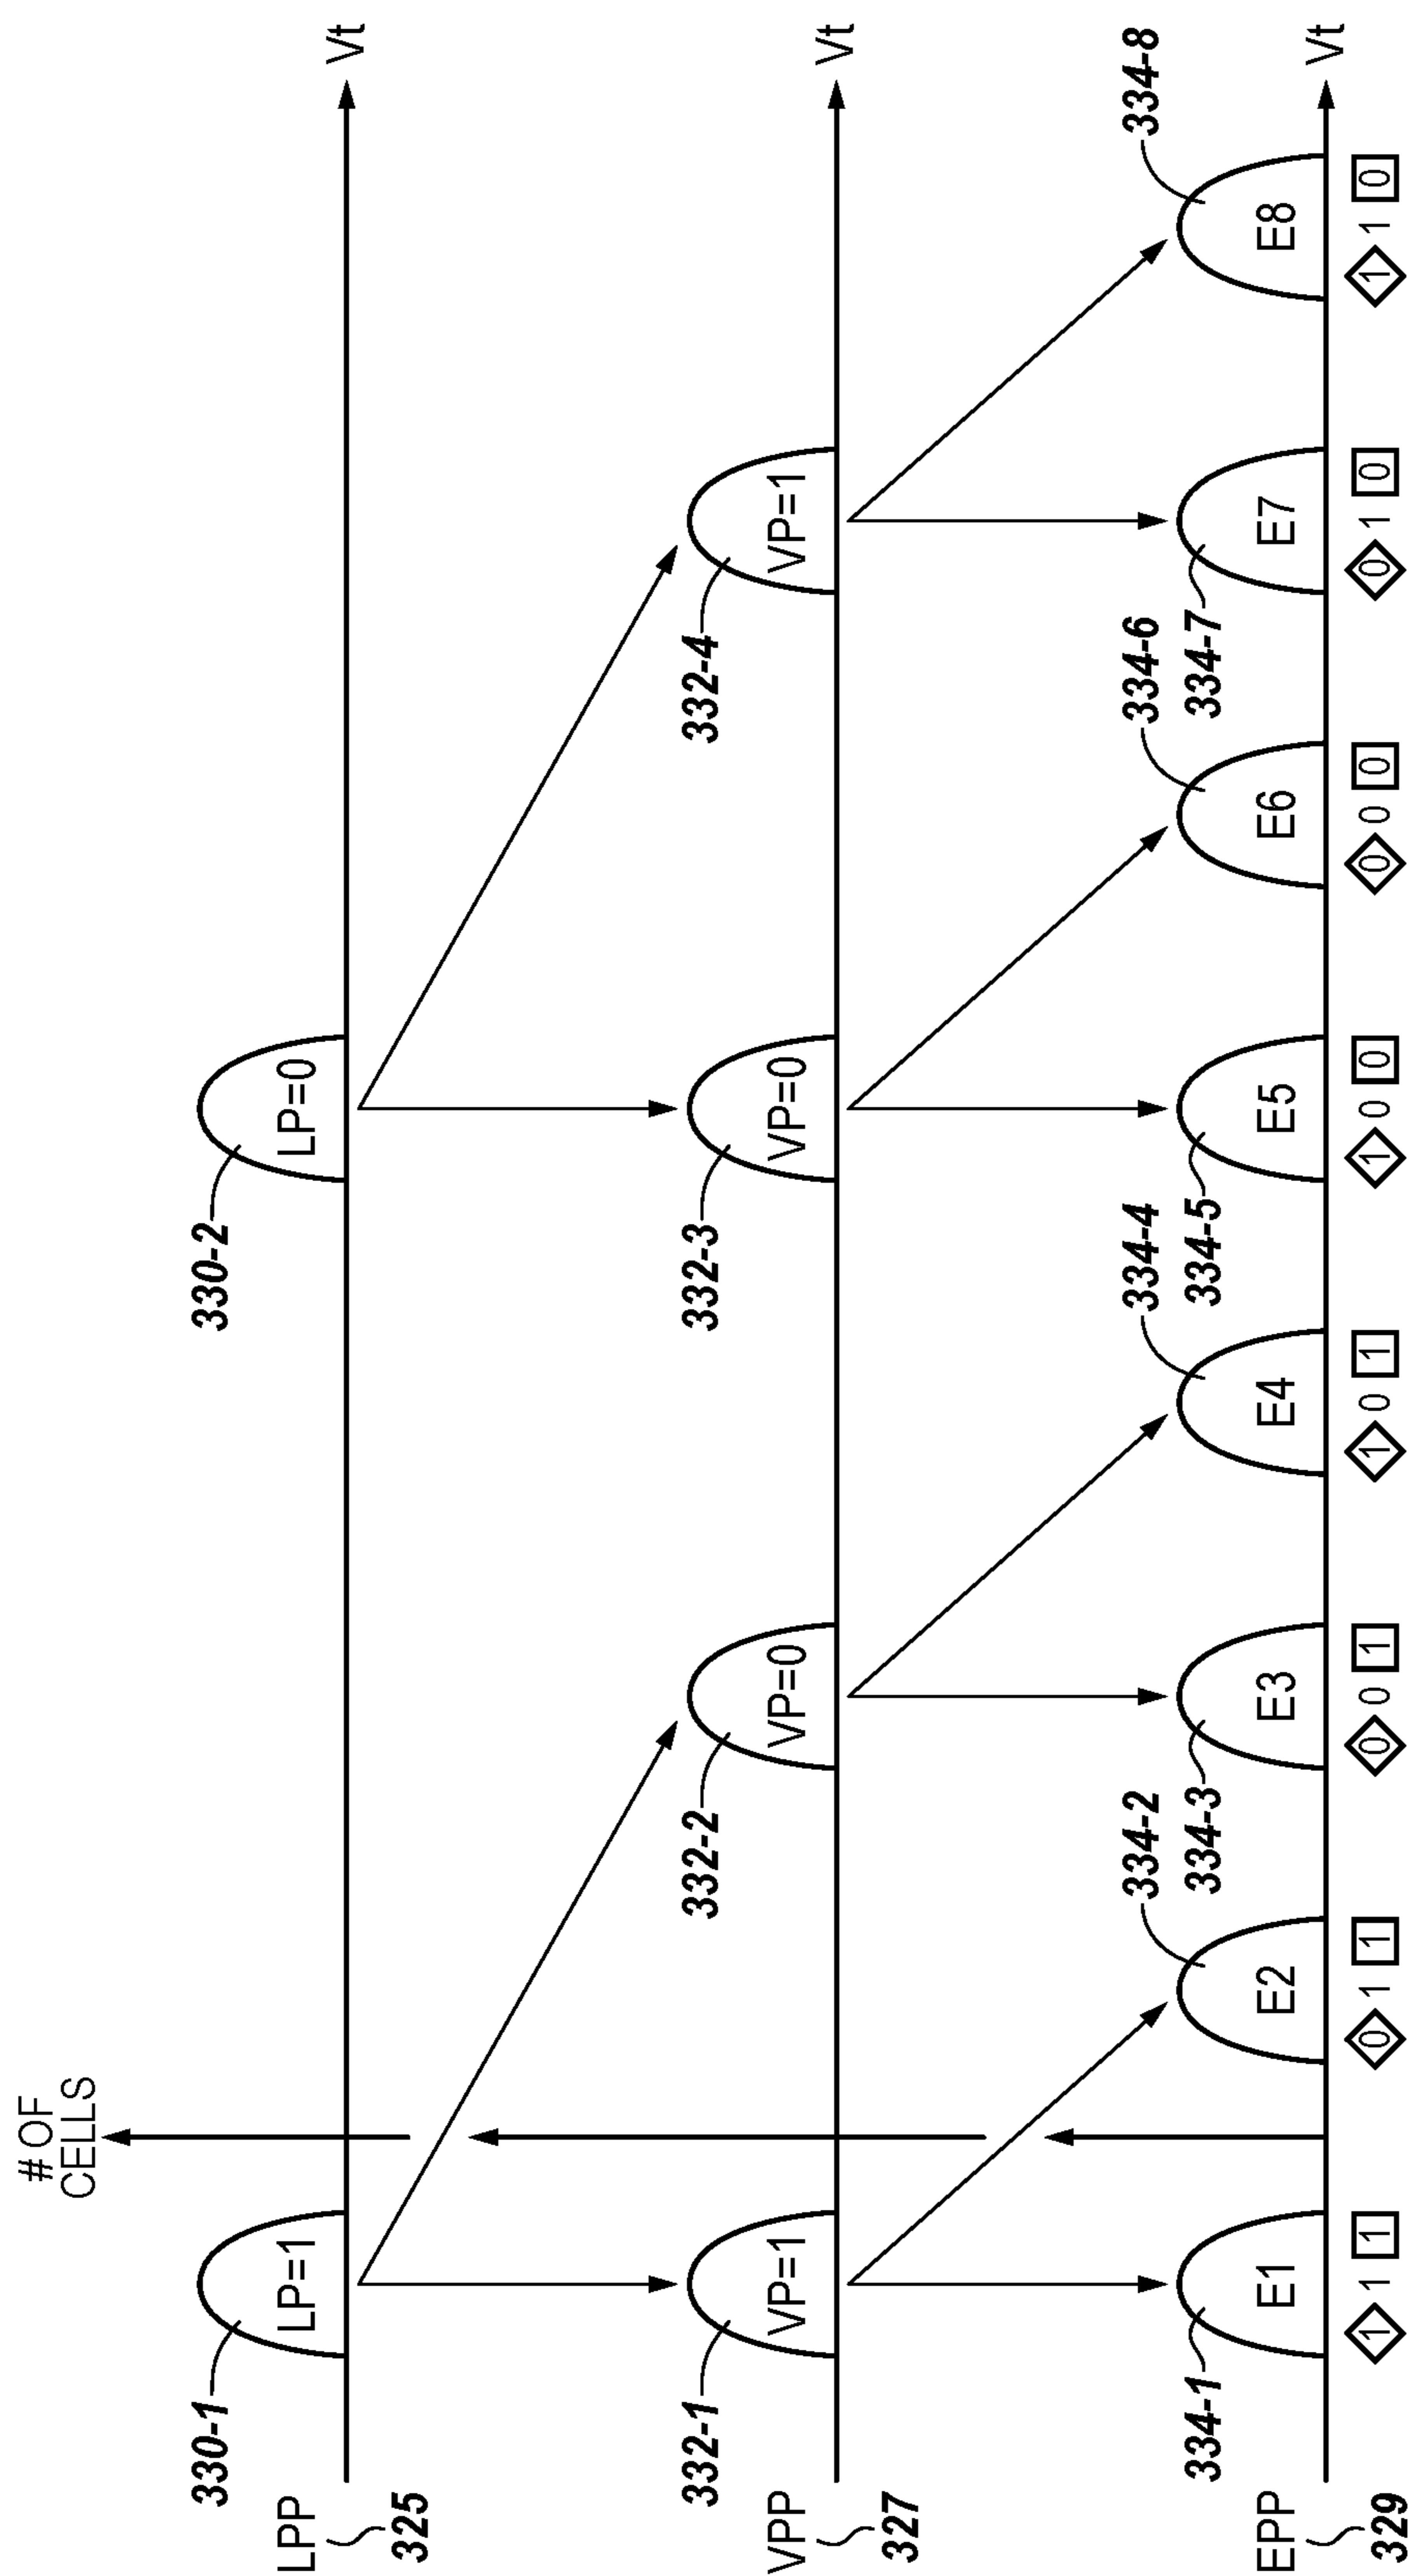 # OF
CELLS
330-1
LP=1
330-2
LP=0
Vt
LPP
325
332-1
VP=1
332-2
VP=0
332-3
VP=0
332-4
VP=1
Vt
VPP
327
334-2
334-4
334-6
334-8
334-1
334-3
334-5
334-7
E1
E2
E3
E4
E5
E6
E7
E8
Vt
EPP
329
1 1 1
0 1 1
0 0 1
1 0 1
1 0 0
0 0 0
0 1 0
1 1 0